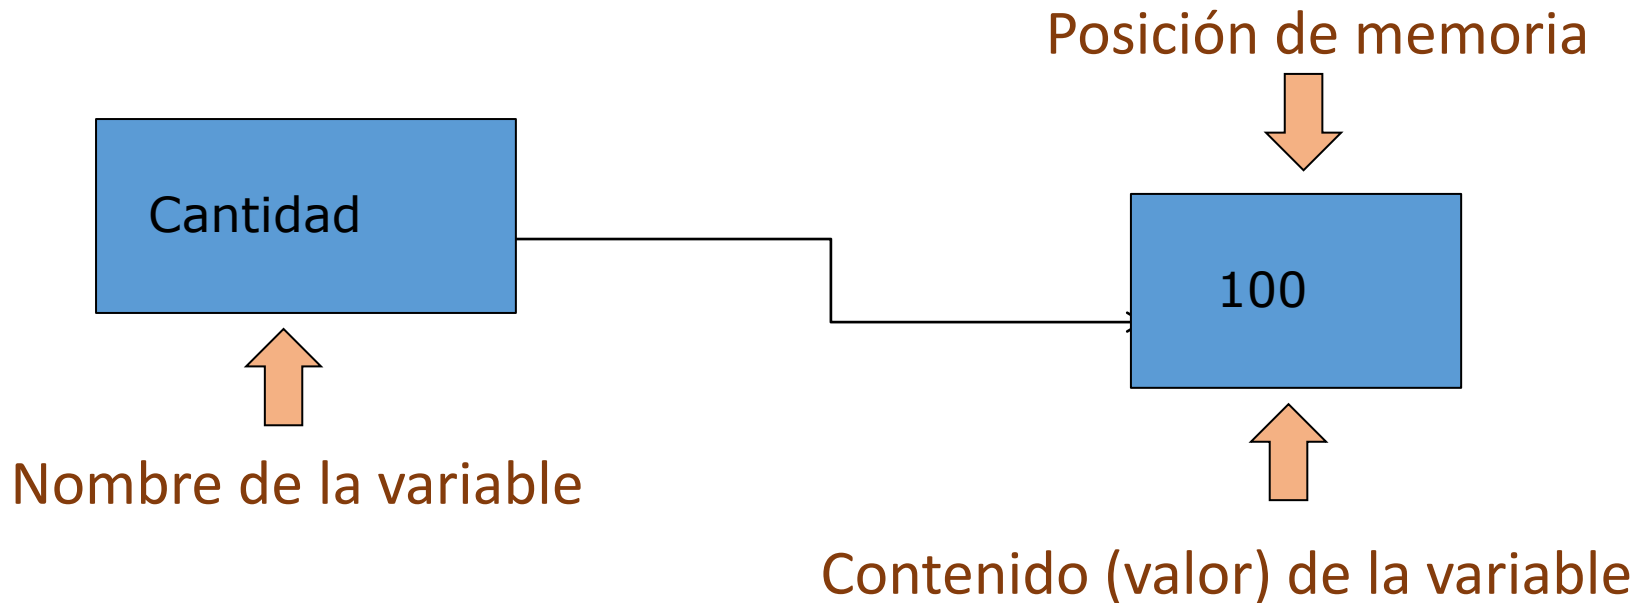 Posición de memoria
Cantidad
100
Nombre de la variable
Contenido (valor) de la variable